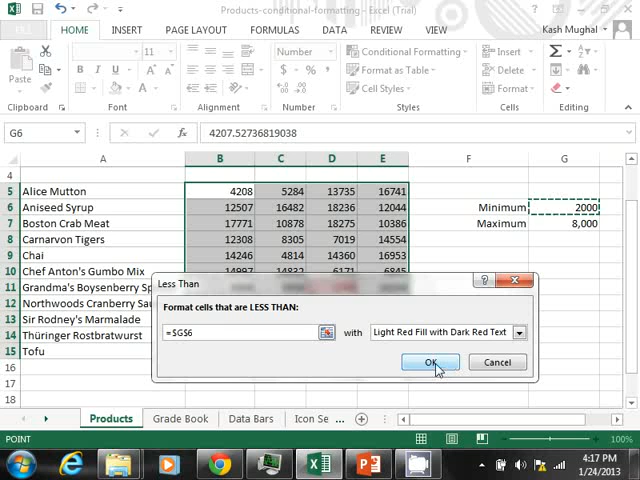 Products-conditional-formatting - Excel (Trial)
FILE HOME INSERT PAGE LAYOUT FORMULAS DATA REVIEW VIEW Kash Mughal
Paste
11
Number
Conditional Formatting
Format as Table
Cell Styles
Insert
Delete
Format
Clipboard Font Alignment Number Styles Cells Editing
G6 4207.52736819038
A B C D E F G
4
5 Alice Mutton 4208 5284 13735 16741
6 Aniseed Syrup 12507 16482 18236 12044 Minimum 2000
7 Boston Crab Meat 17771 10878 18275 10386 Maximum 8,000
8 Carnarvon Tigers 12308 8305 7019 14554
9 Chai 14246 4814 14360 16953
10 Chef Anton's Gumbo Mix 14997 14832 6171 6845
11 Grandma's Boysenberry Sp
12 Northwoods Cranberry Sau
13 Sir Rodney's Marmalade
14 Thüringer Rostbratwurst
15 Tofu
16
17
18
Less Than
Format cells that are LESS THAN:
=$G$6 with Light Red Fill with Dark Red Text
OK Cancel
Products Grade Book Data Bars Icon Se ...
POINT 100%
4:17 PM
1/24/2013